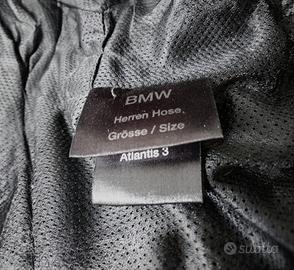 BMW
Herren Hose
Grösse / Size
Atlantis 3
subito